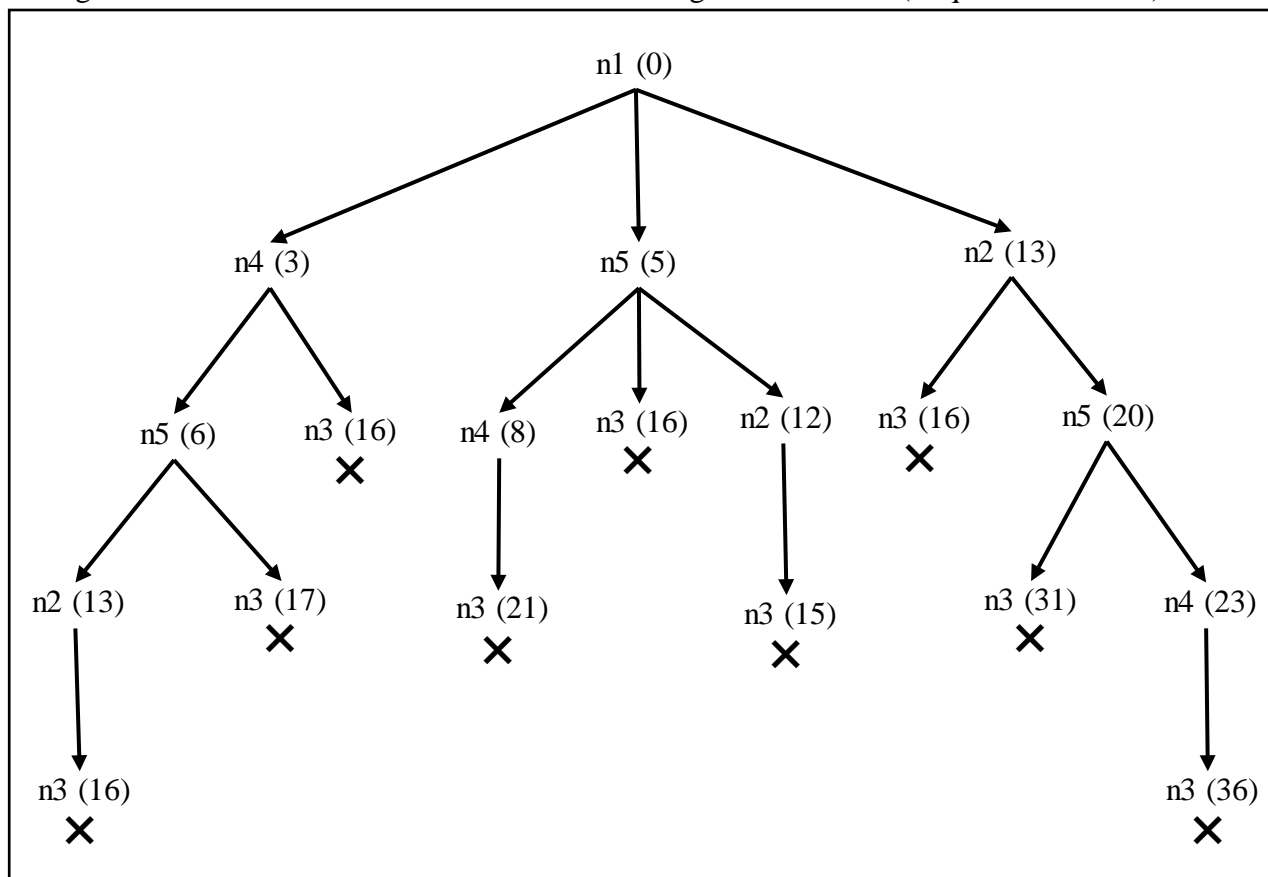 n1 (0)
n4 (3) n5 (5) n2 (13)
n5 (6) n3 (16) n4 (8) n3 (16) n2 (12) n3 (16) n5 (20)
n2 (13) n3 (17) n3 (21) n3 (15) n3 (31) n4 (23)
n3 (16) n3 (36)